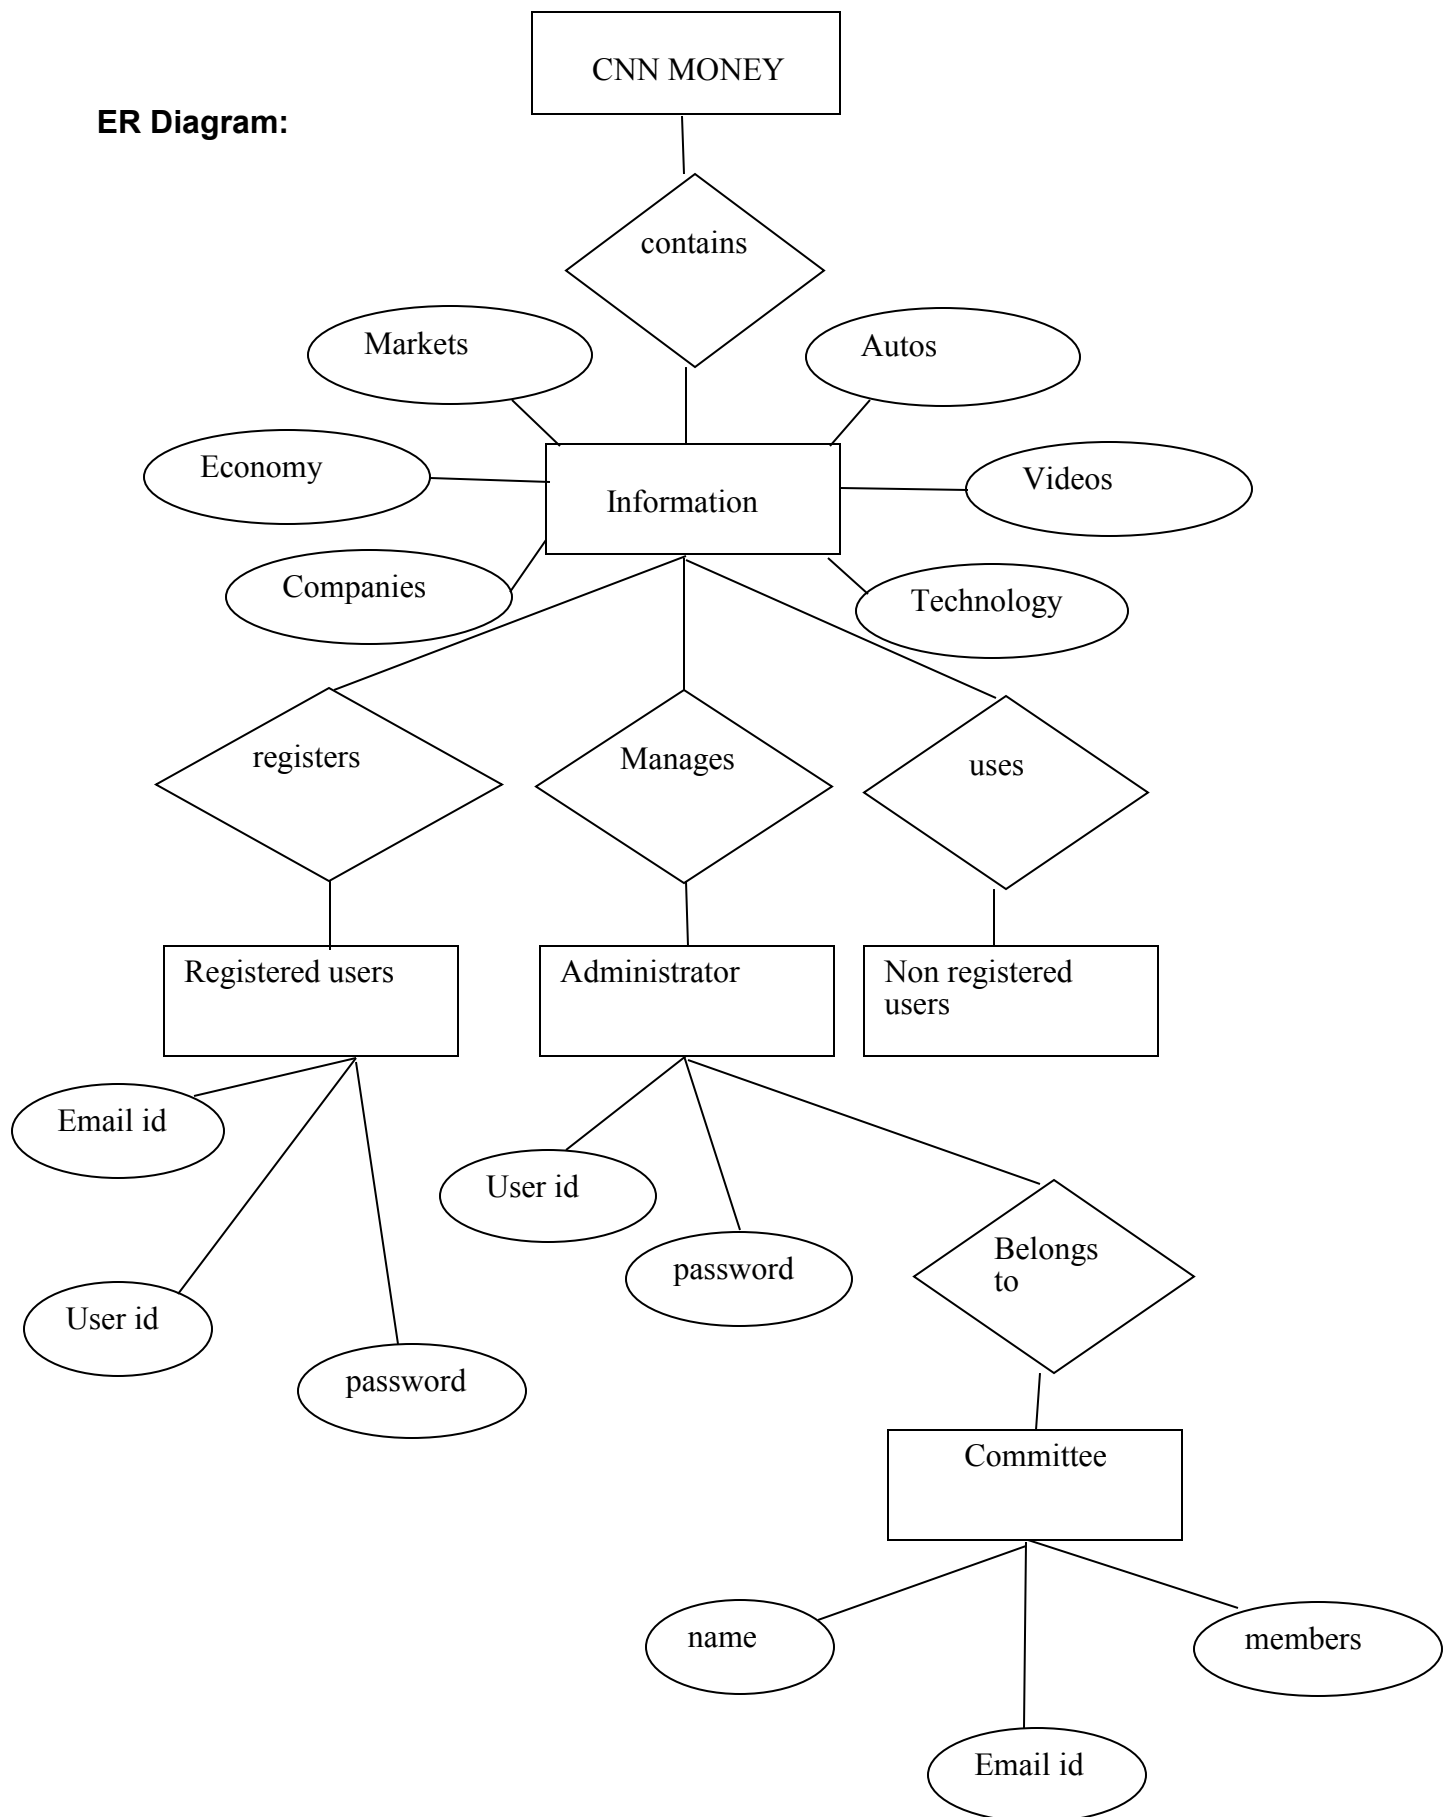 CNN MONEY
ER Diagram:
contains
Markets
Autos
Economy
Videos
Information
Companies
Technology
registers
Manages
uses
Registered users
Administrator
Non registered
users
Email id
User id
password
Belongs
to
User id
password
Committee
name
members
Email id